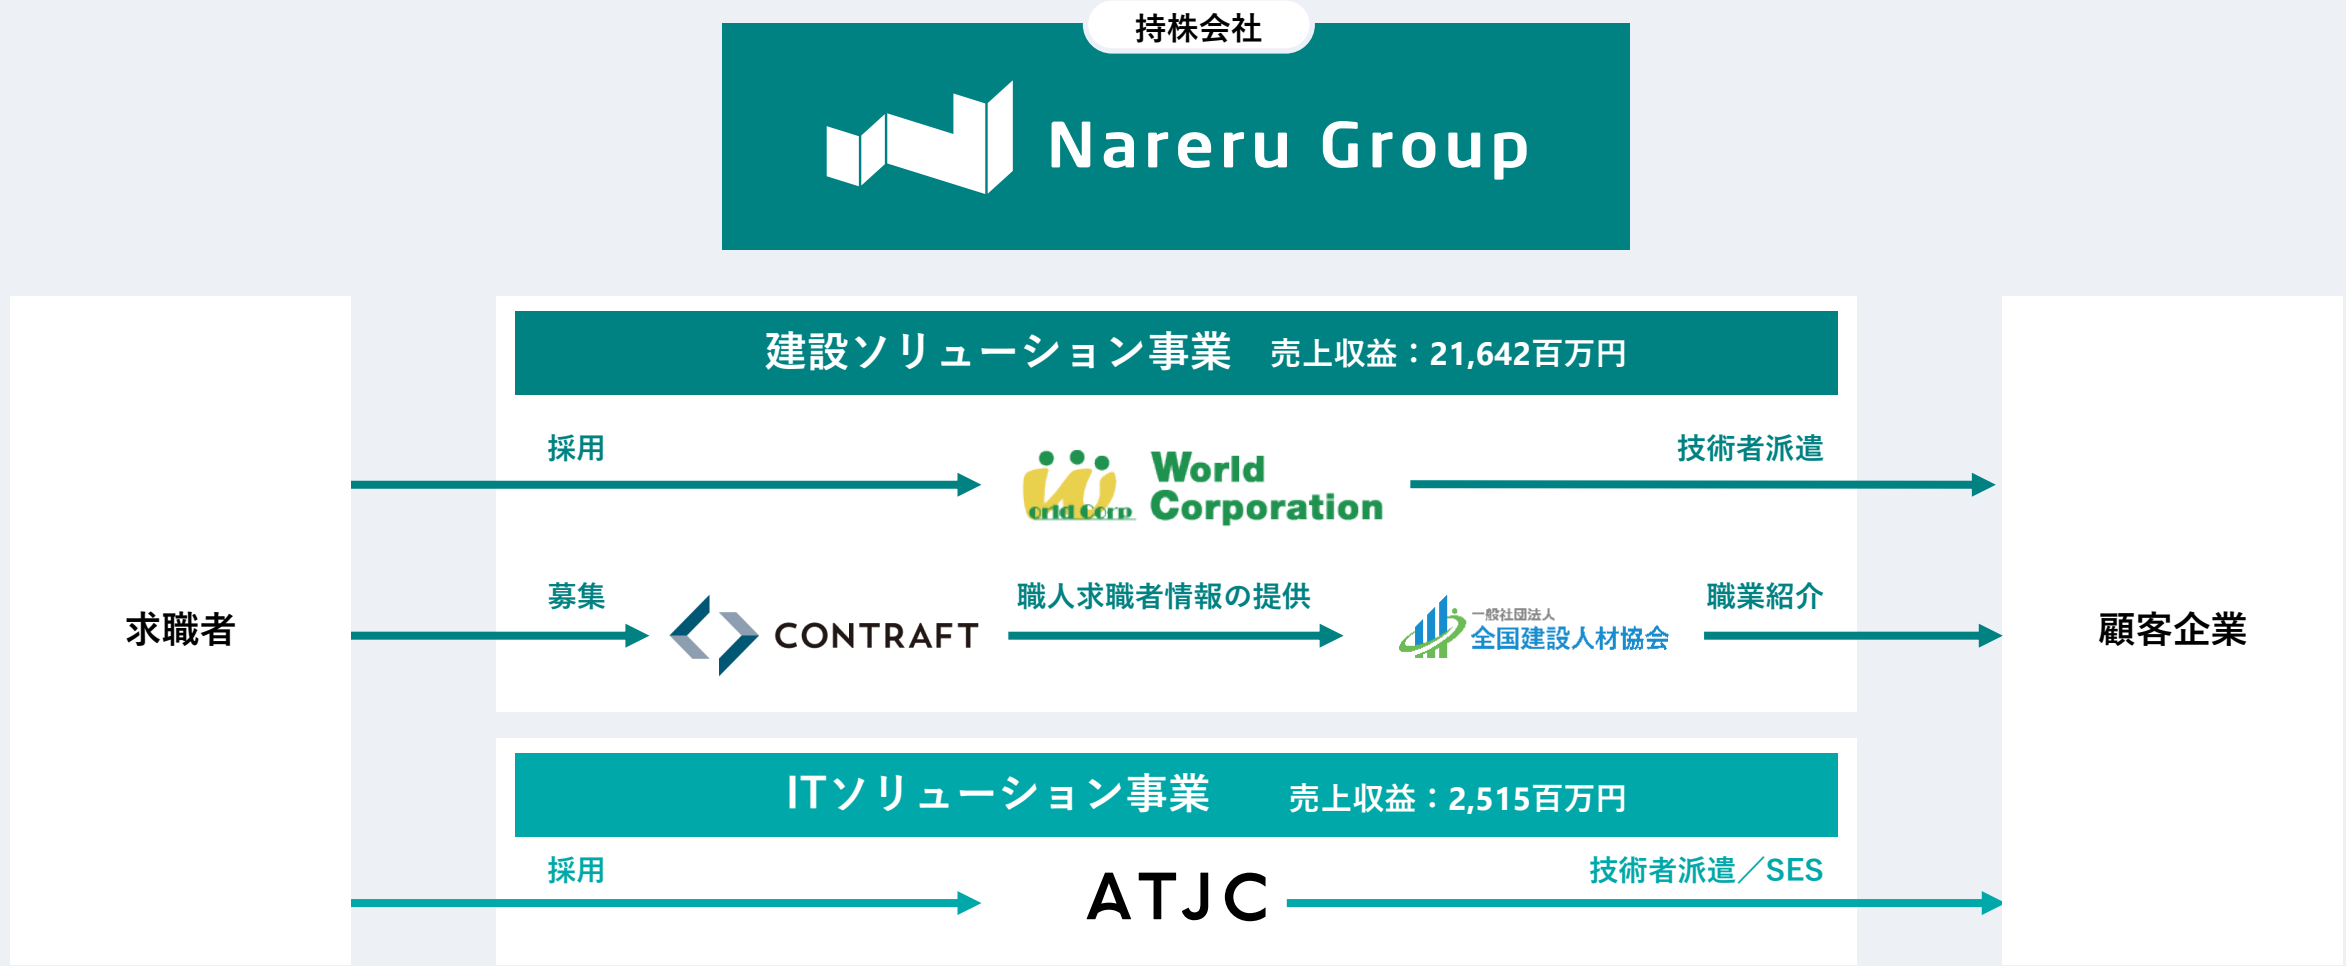 持株会社
Nareru Group
建設ソリューション事業 売上収益：21,642百万円
採用
World Corp
World
Corporation
技術者派遣
求職者
募集
CONTRAFT
職人求職者情報の提供
一般社団法人
全国建設人材協会
職業紹介
顧客企業
ITソリューション事業 売上収益：2,515百万円
採用
ATJC
技術者派遣／SES